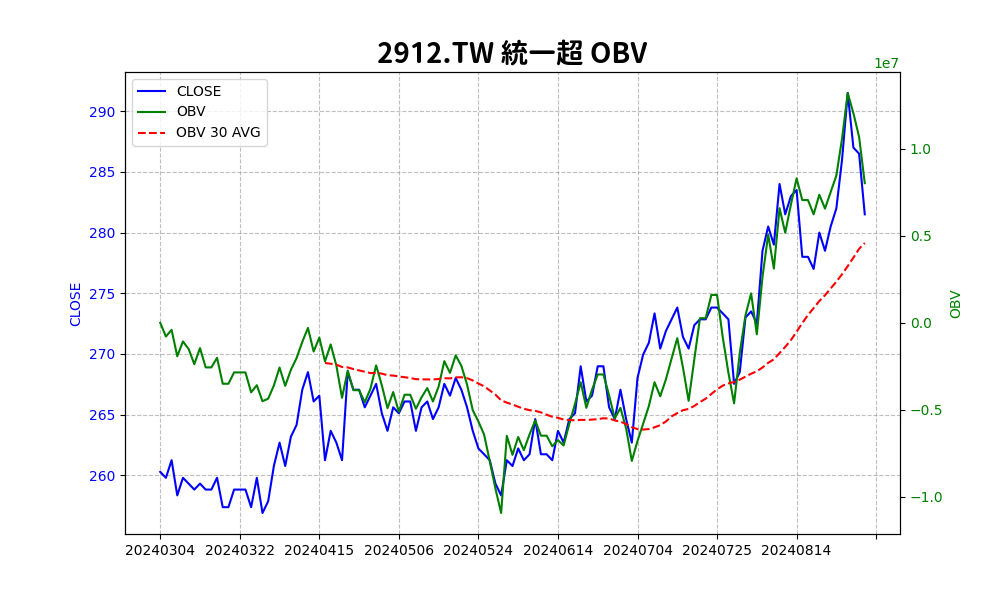 2912.TW 統一超 OBV
1e7
CLOSE
OBV
OBV 30 AVG
290
285
280
275
270
265
260
CLOSE
1.0
0.5
0.0
−0.5
−1.0
OBV
20240304 20240322 20240415 20240506 20240524 20240614 20240704 20240725 20240814